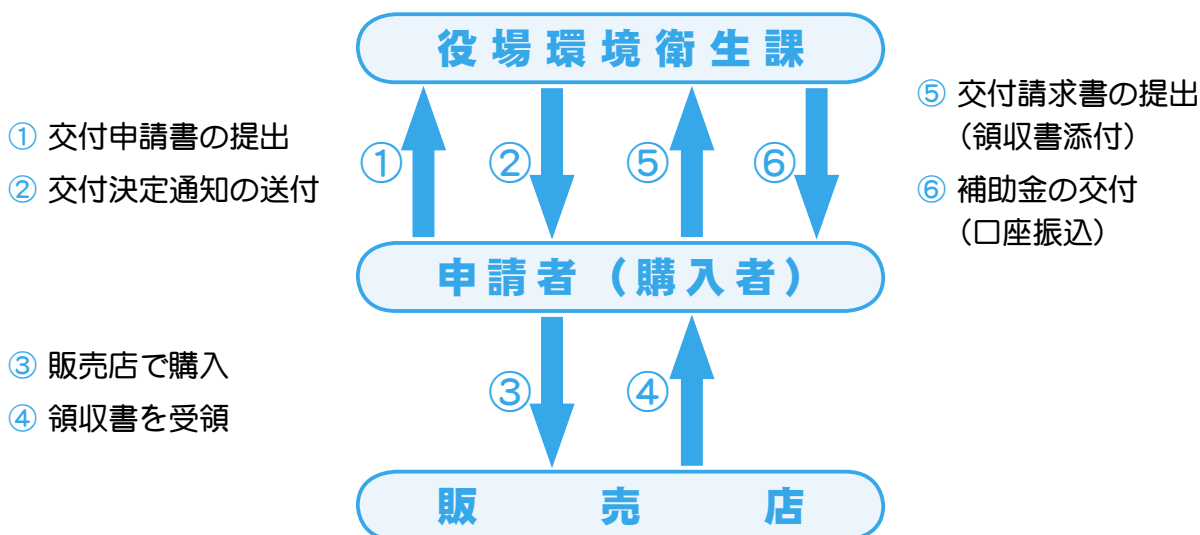 役場環境衛生課
① 交付申請書の提出
② 交付決定通知の送付
①
②
⑤
⑥
⑤ 交付請求書の提出
（領収書添付）
⑥ 補助金の交付
（口座振込）
申請者（購入者）
③ 販売店で購入
④ 領収書を受領
③
④
販売店